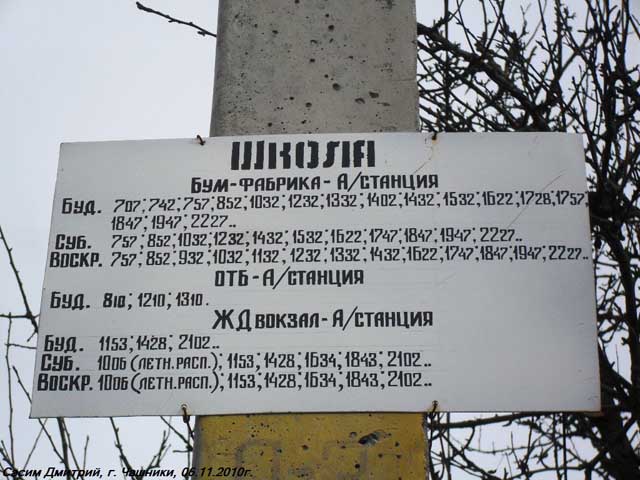 ШКОЛА
БУМ-ФАБРИКА-А/СТАНЦИЯ
БУД. 707; 742; 757; 852; 1032; 1232; 1332; 1402; 1432; 1532; 1622; 1728; 1757;
1847; 1947; 2227..
СУБ. 757; 852; 1032; 1232; 1432; 1532; 1622; 1747; 1847; 1947; 2227..
ВОСКР. 757; 852; 932; 1032; 1132; 1232; 1332; 1432; 1622; 1747; 1847; 1947; 2227..
ОТБ-А/СТАНЦИЯ
БУД. 810; 1210; 1310.
ЖД ВОКЗАЛ-А/СТАНЦИЯ
БУД. 1153; 1428; 2102..
СУБ. 1006 (ЛЕТН. РАСП.); 1153; 1428; 1634; 1843; 2102..
ВОСКР. 1006 (ЛЕТН. РАСП.); 1153; 1428; 1634; 1843; 2102..
Сасим Дмитрий, г. Чашники, 06.11.2010г.